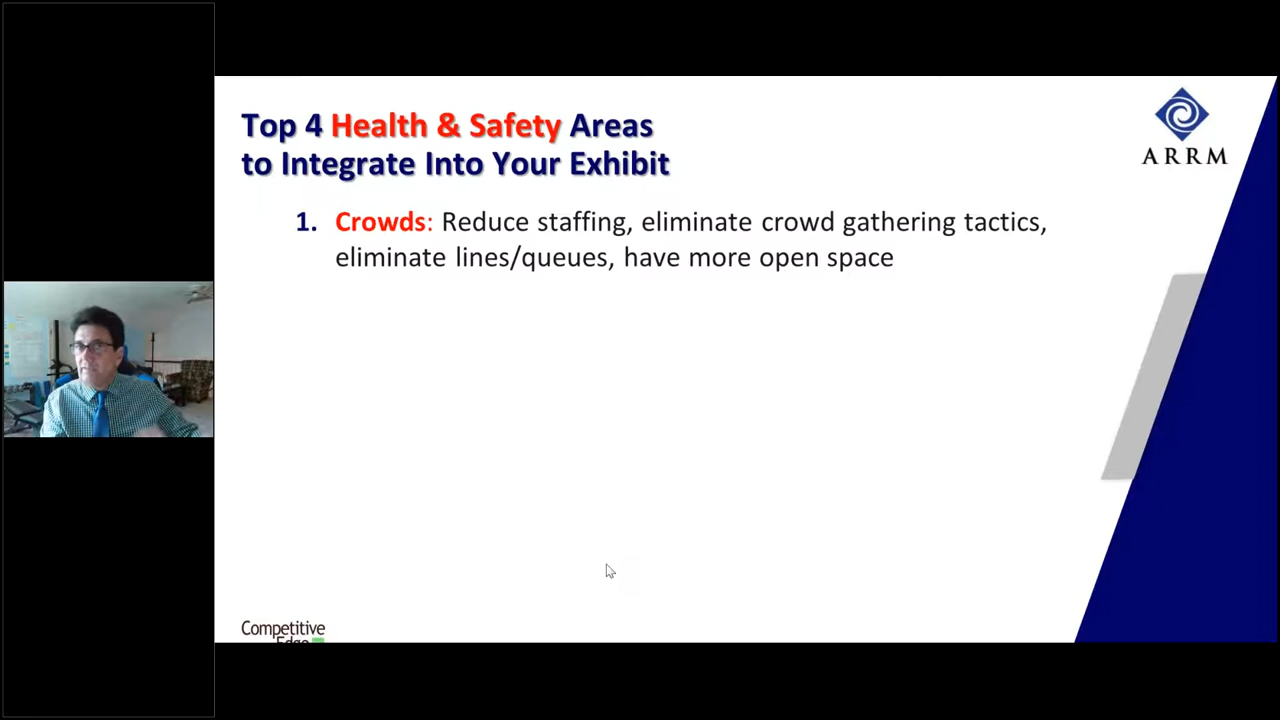 Top 4 Health & Safety Areas
to Integrate Into Your Exhibit
ARRM
1. Crowds: Reduce staffing, eliminate crowd gathering tactics,
eliminate lines/queues, have more open space
Competitive
Edge